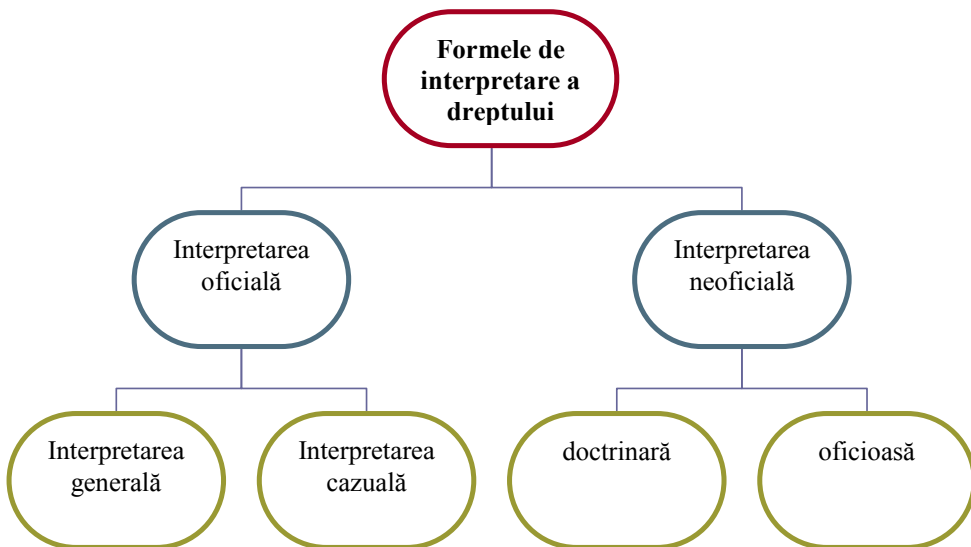 Formele de
interpretare a
dreptului
Interpretarea
oficială
Interpretarea
neoficială
Interpretarea
generală
Interpretarea
cazuală
doctrinară
oficioasă